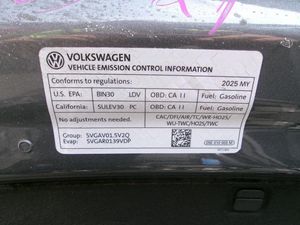 VOLKSWAGEN
VEHICLE EMISSION CONTROL INFORMATION
Conforms to regulations: 2025 MY
U.S. EPA: BIN30 LDV OBD: CA II Fuel: Gasoline
California: SULEV30 PC OBD: CA II Fuel: Gasoline
No adjustments needed. CAC/DFI/AIR/TC/WR-HO2S/
WU-TWC/HO2S/TWC
Group: SVGAV01.5V2Q
Evap: SVGAR0139VDP